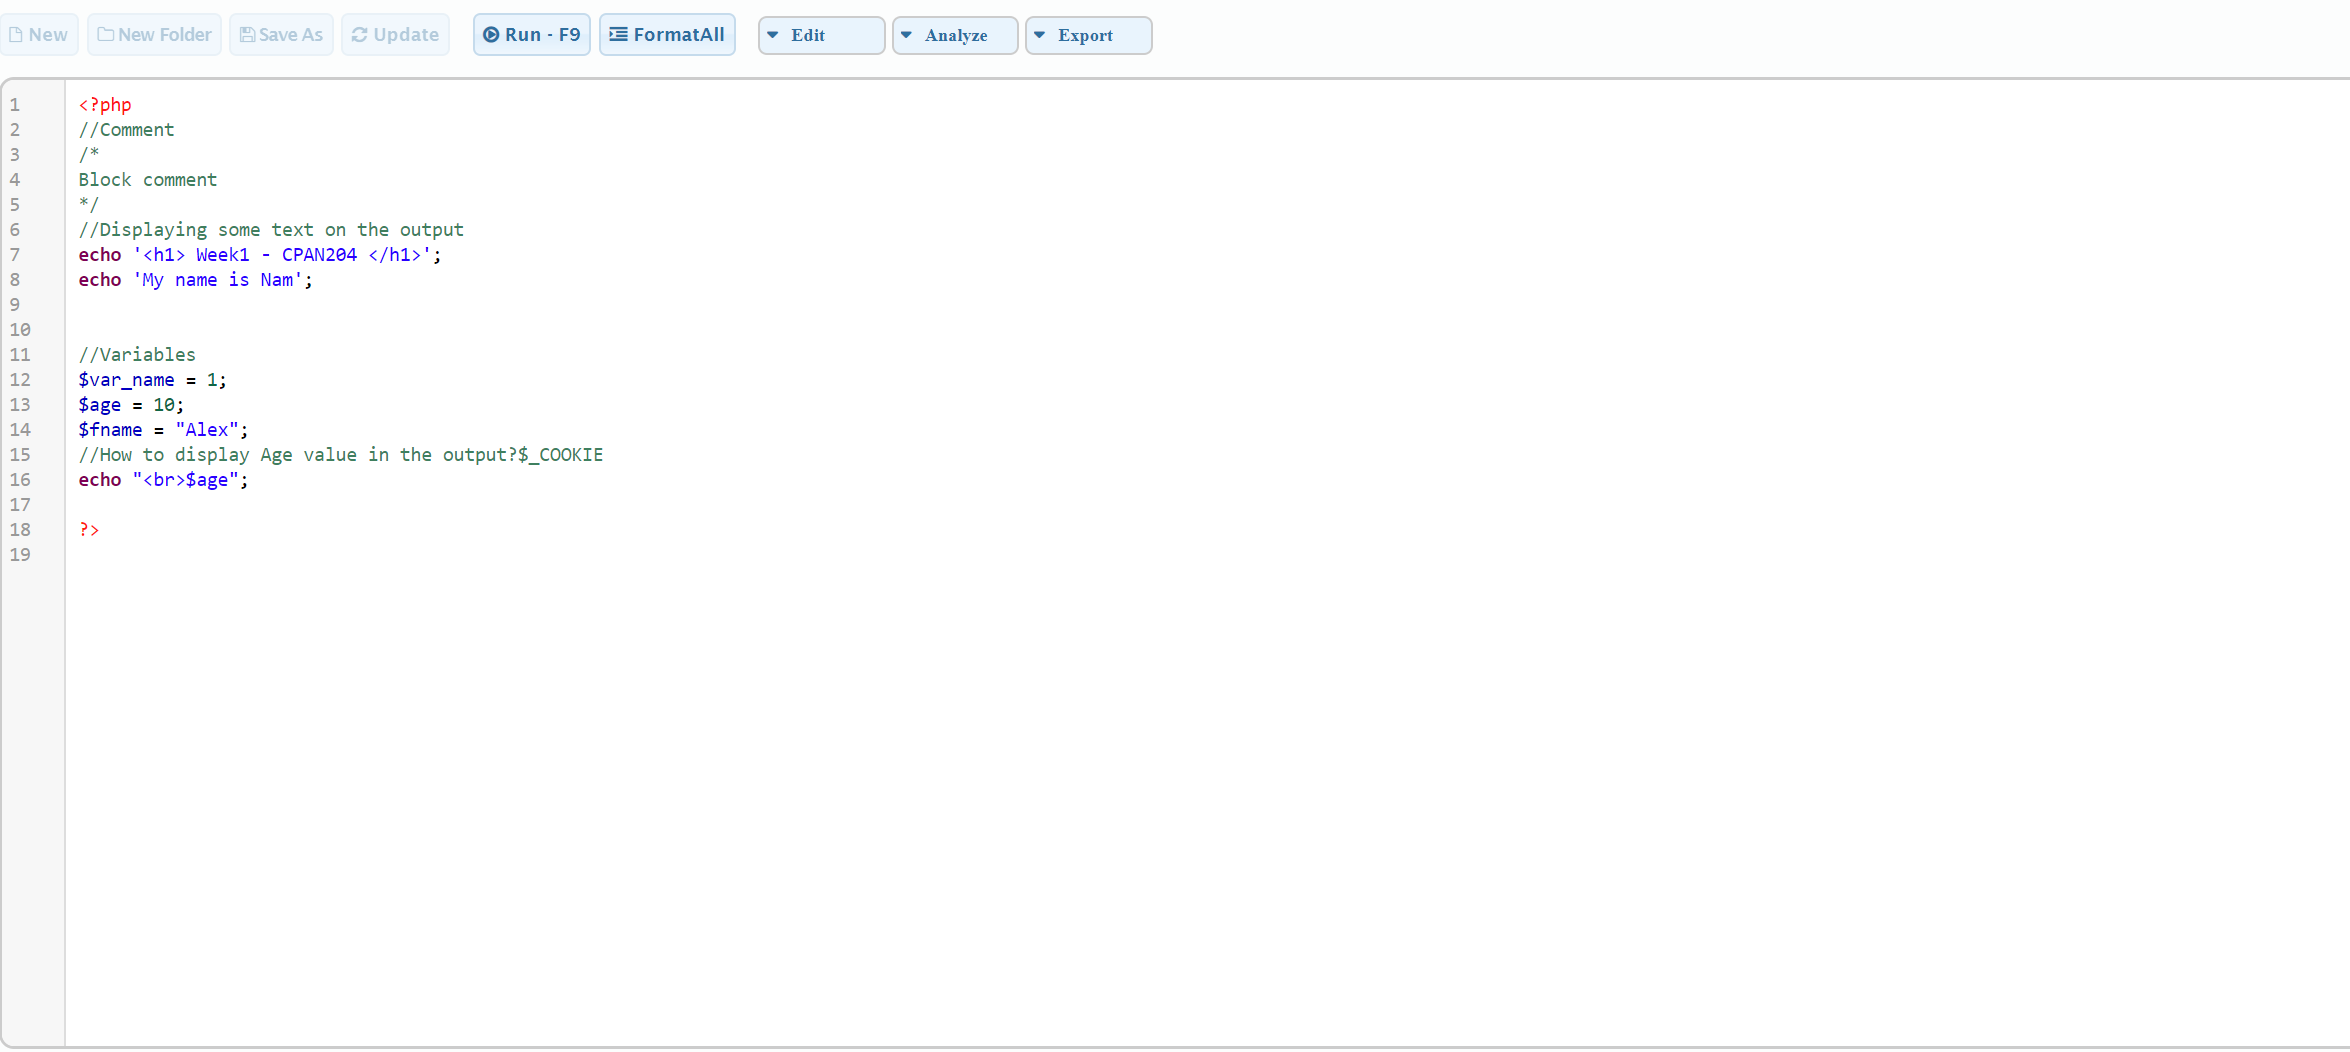 New New Folder Save As Update Run - F9 FormatAll Edit Analyze Export
1 <?php
2 //Comment
3 /*
4 Block comment
5 */
6 //Displaying some text on the output
7 echo '<h1> Week1 - CPAN204 </h1>';
8 echo 'My name is Nam';
9
10
11 //Variables
12 $var_name = 1;
13 $age = 10;
14 $fname = "Alex";
15 //How to display Age value in the output?$_COOKIE
16 echo "<br>$age";
17
18 ?>
19